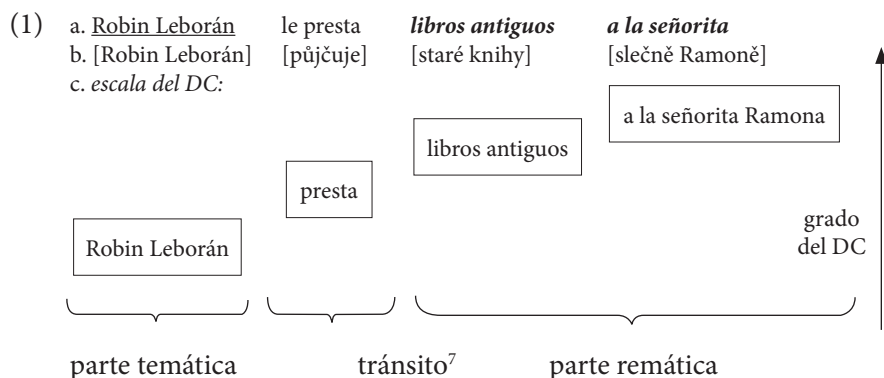 (1) a. Robin Leborán le presta libros antiguos a la señorita
b. [Robin Leborán] [půjčuje] [staré knihy] [slečně Ramoně]
c. escala del DC:
a la señorita Ramona
libros antiguos
presta
Robin Leborán
grado
del DC
parte temática tránsito⁷ parte remática